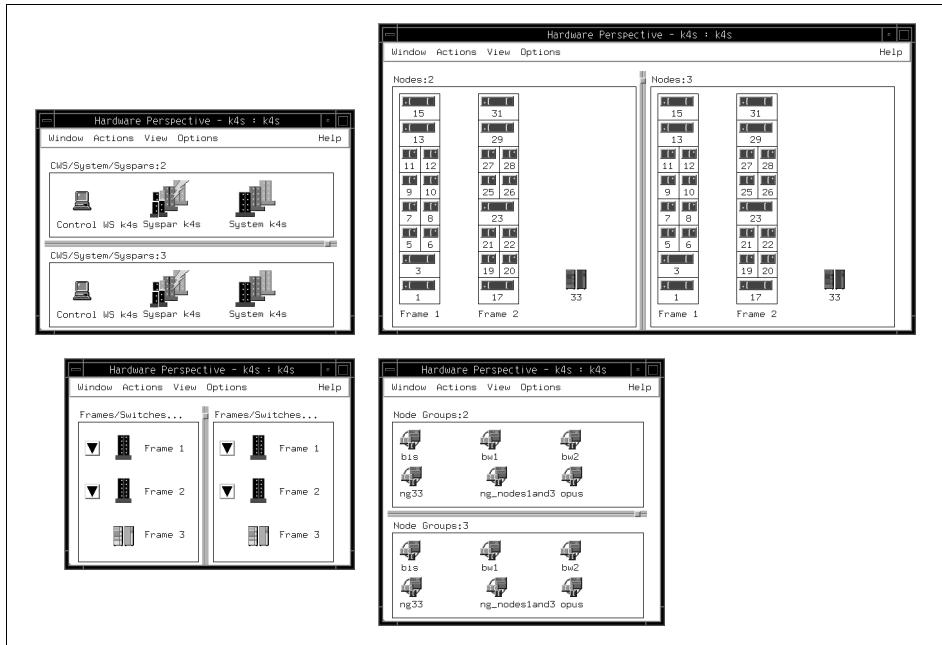 Hardware Perspective - k4s : k4s
Window Actions View Options Help
CWS/System/Syspars:2
Control WS k4s Syspar k4s System k4s
CWS/System/Syspars:3
Control WS k4s Syspar k4s System k4s
Hardware Perspective - k4s : k4s
Window Actions View Options Help
Nodes:2
15 31
13 29
11 12 27 28
9 10 25 26
7 8 23
5 6 21 22
3 19 20
1 17 33
Frame 1 Frame 2
Nodes:3
15 31
13 29
11 12 27 28
9 10 25 26
7 8 23
5 6 21 22
3 19 20
1 17 33
Frame 1 Frame 2
Hardware Perspective - k4s : k4s
Window Actions View Options Help
Frames/Switches...
Frame 1
Frame 2
Frame 3
Frames/Switches...
Frame 1
Frame 2
Frame 3
Hardware Perspective - k4s : k4s
Window Actions View Options Help
Node Groups:2
bis bw1 bw2
ng33 ng_nodes1and3 opus
Node Groups:3
bis bw1 bw2
ng33 ng_nodes1and3 opus